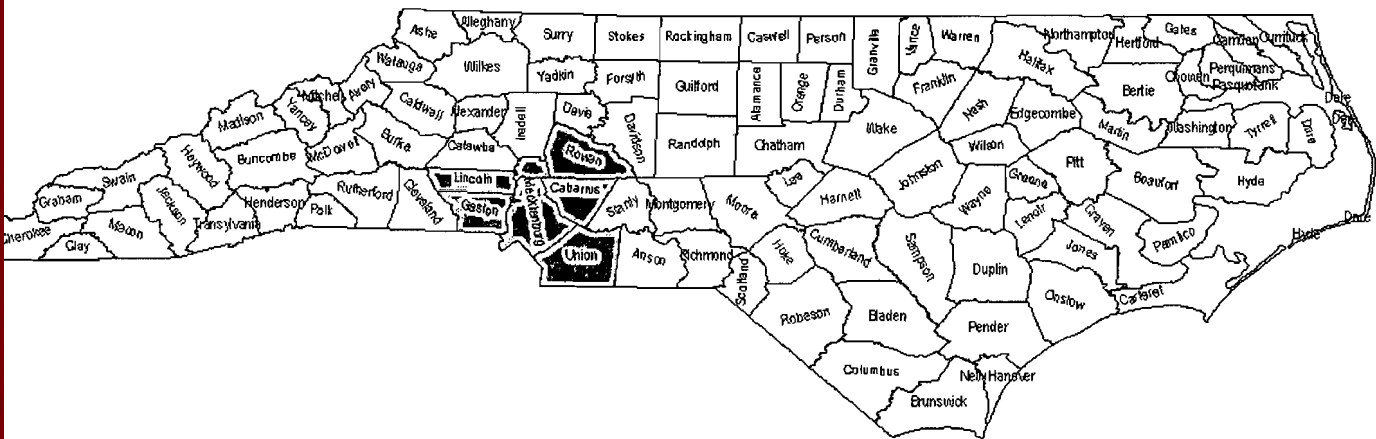 Ashe
Alleghany
Surry
Stokes
Rockingham
Caswell
Person
Granville
Vance
Warren
Northampton
Hertford
Gates
Camden
Currituck
Watauga
Wilkes
Yadkin
Forsyth
Guilford
Alamance
Orange
Durham
Franklin
Halifax
Bertie
Chowan
Perquimans
Pasquotank
Mitchell
Avery
Caldwell
Alexander
Iredell
Davie
Davidson
Randolph
Chatham
Wake
Nash
Edgecombe
Martin
Washington
Tyrrell
Dare
Dare
Dare
Madison
Yancey
McDowell
Burke
Catawba
Rowan
Wilson
Pitt
Beaufort
Hyde
Haywood
Buncombe
Swain
Graham
Cherokee
Clay
Macon
Jackson
Transylvania
Henderson
Polk
Rutherford
Cleveland
Lincoln
Gaston
Mecklenburg
Cabarrus
Stanly
Montgomery
Moore
Lee
Harnett
Johnston
Wayne
Greene
Lenoir
Craven
Pamlico
Jones
Dare
Hyde
Union
Anson
Richmond
Scotland
Hoke
Cumberland
Sampson
Duplin
Onslow
Carteret
Robeson
Bladen
Pender
Columbus
New Hanover
Brunswick